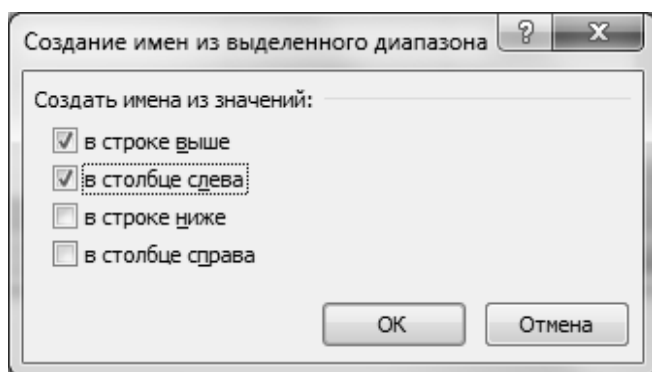 Создание имен из выделенного диапазона ? X
Создать имена из значений:
в строке выше
в столбце слева
в строке ниже
в столбце справа
ОК Отмена